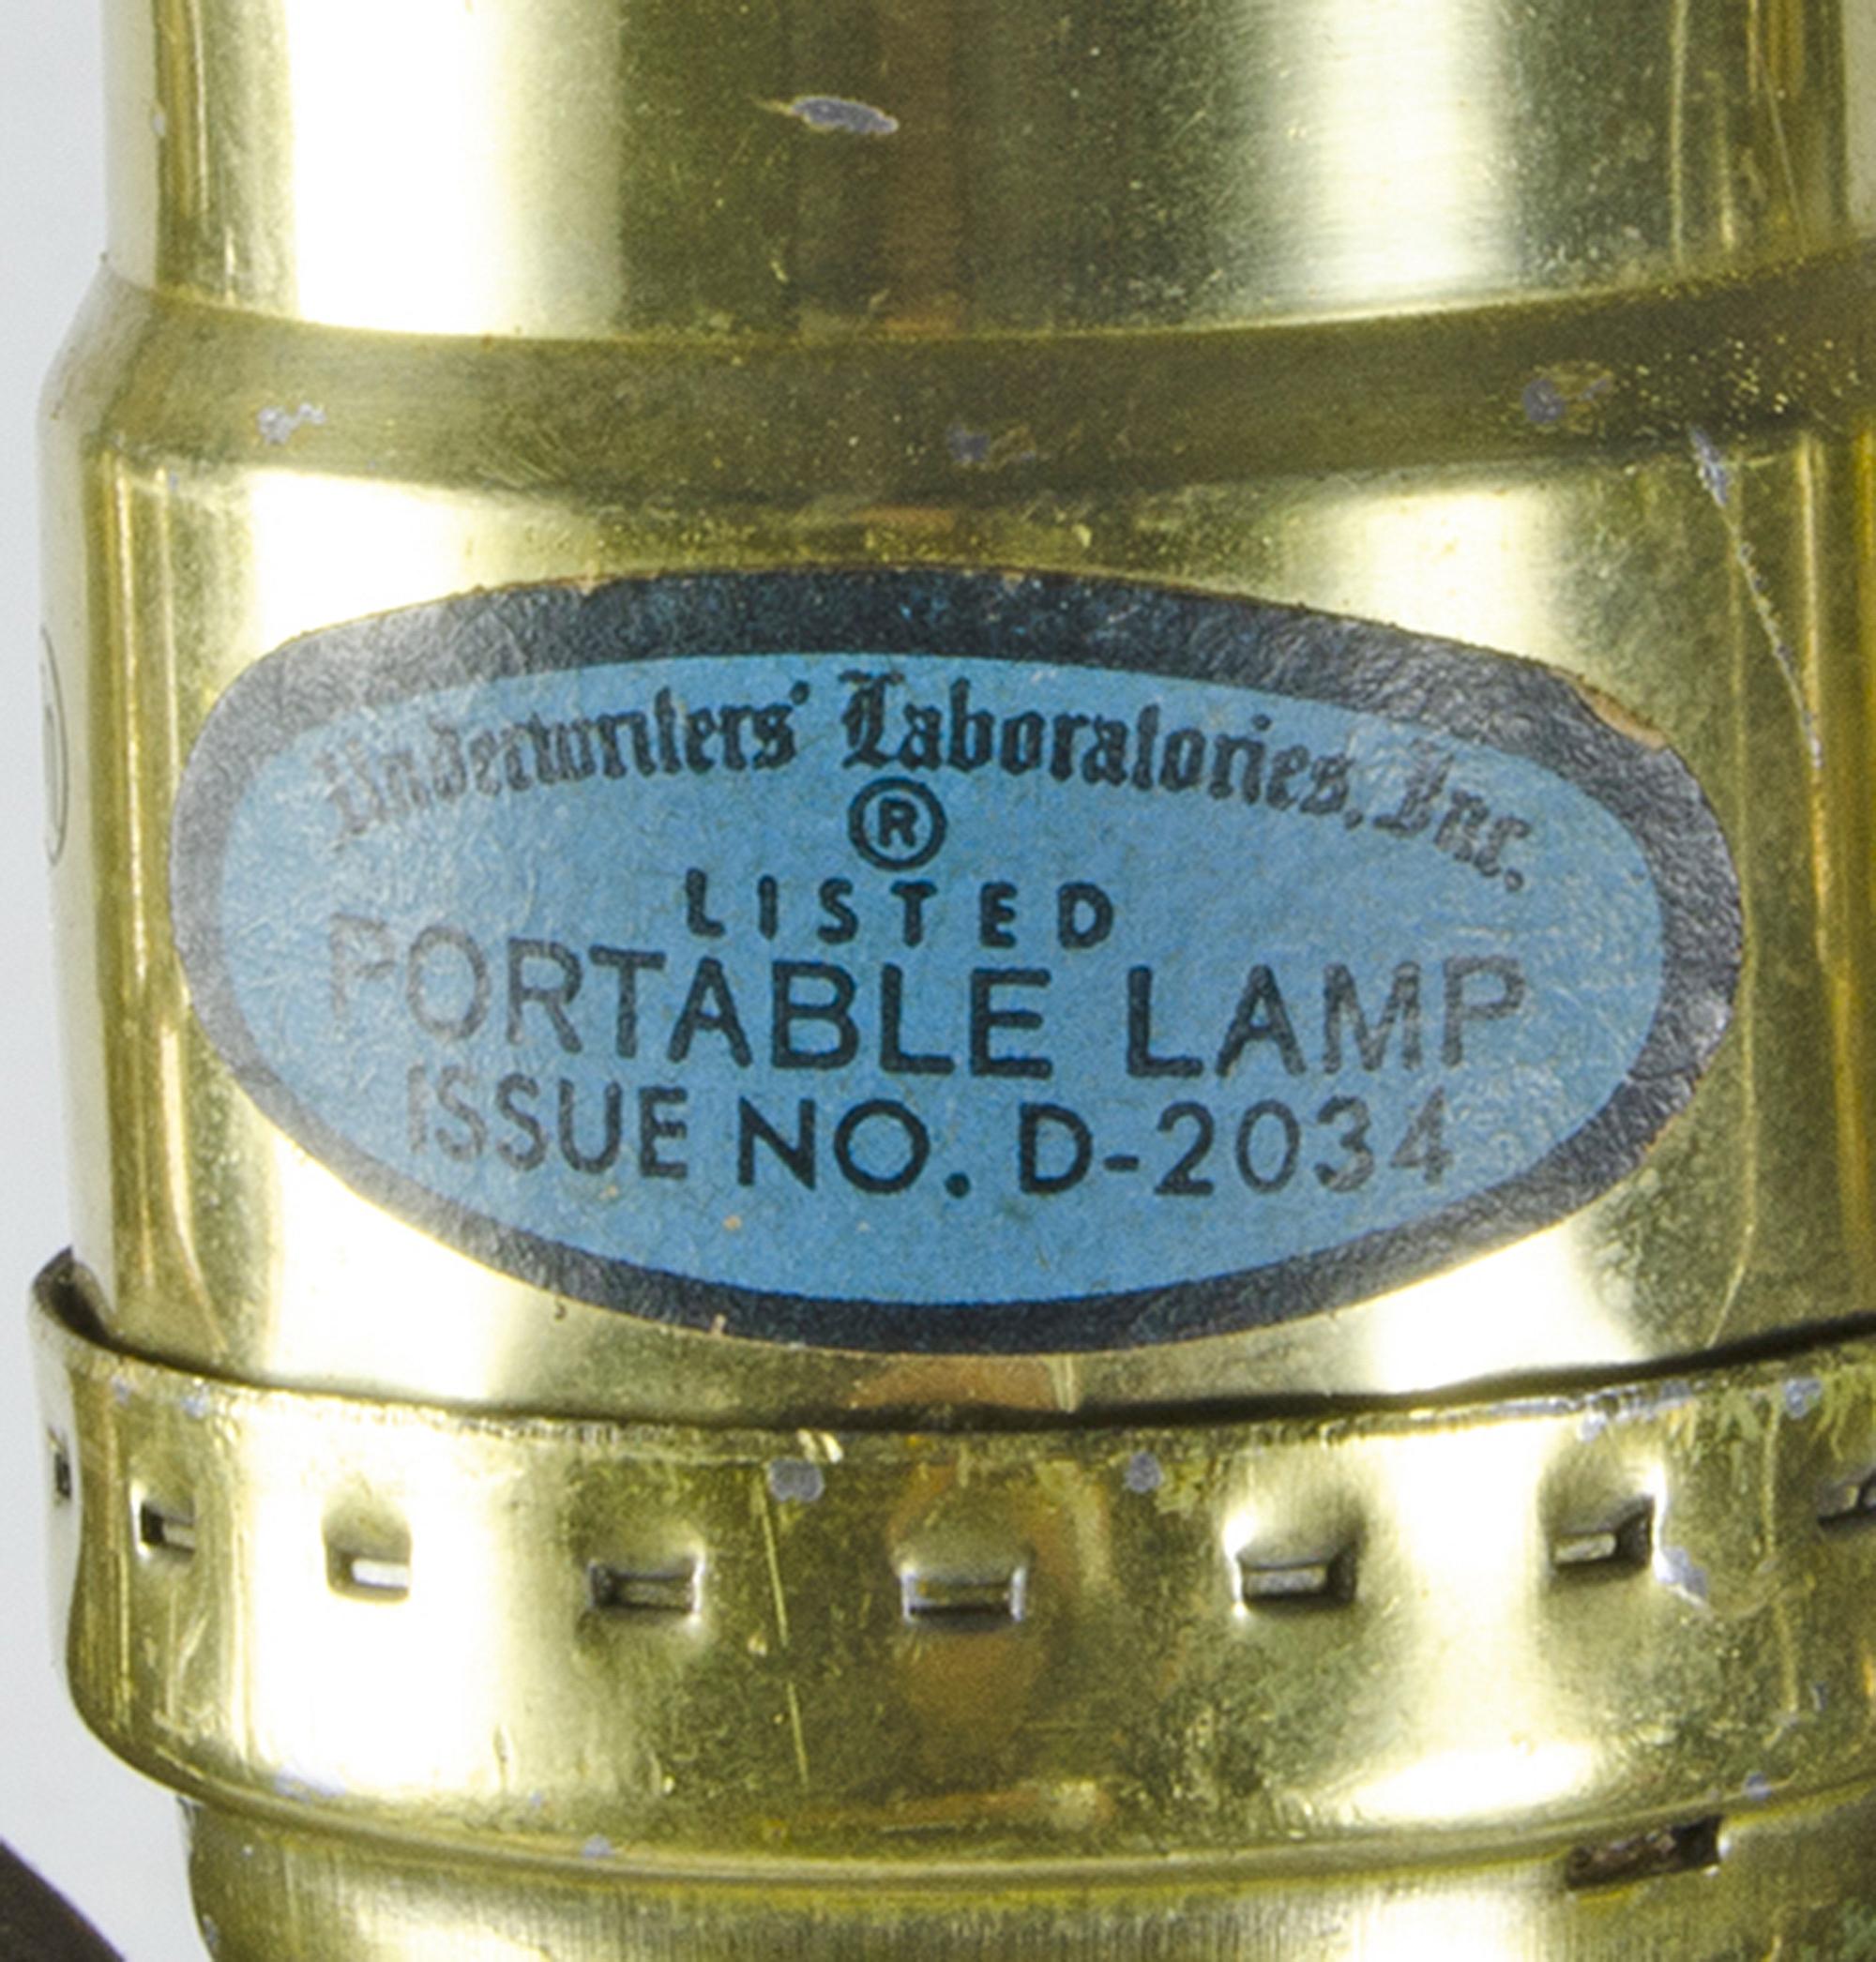 Underwriters' Laboratories, Inc.
®
LISTED
PORTABLE LAMP
ISSUE NO. D-2034